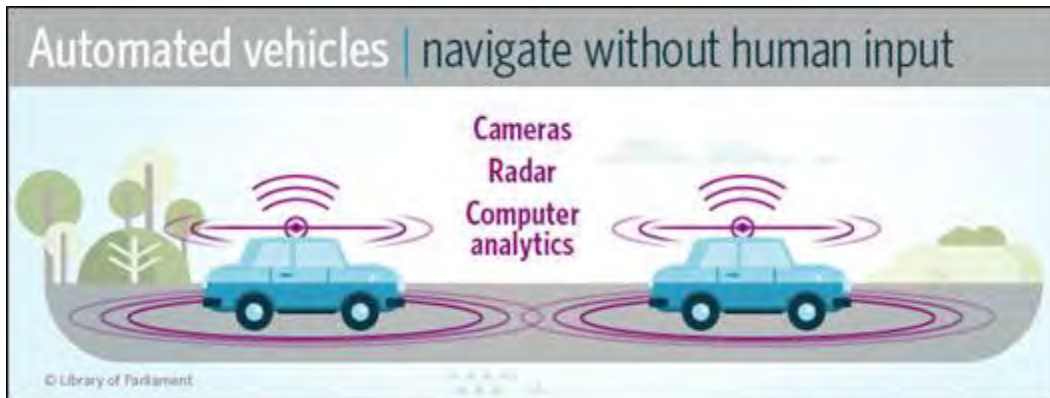 Automated vehicles | navigate without human input
Cameras
Radar
Computer
analytics
© Library of Parliament